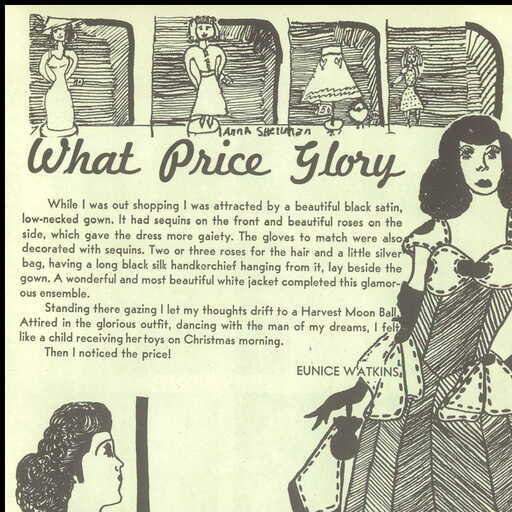 ANNA SHELLMAN
What Price Glory
While I was out shopping I was attracted by a beautiful black satin,
low-necked gown. It had sequins on the front and beautiful roses on the
side, which gave the dress more gaiety. The gloves to match were also
decorated with sequins. Two or three roses for the hair and a little silver
bag, having a long black silk handkerchief hanging from it, lay beside the
gown. A wonderful and most beautiful white jacket completed this glamor-
ous ensemble.
Standing there gazing I let my thoughts drift to a Harvest Moon Ball.
Attired in the glorious outfit, dancing with the man of my dreams, I felt
like a child receiving her toys on Christmas morning.
Then I noticed the price!
EUNICE WATKINS